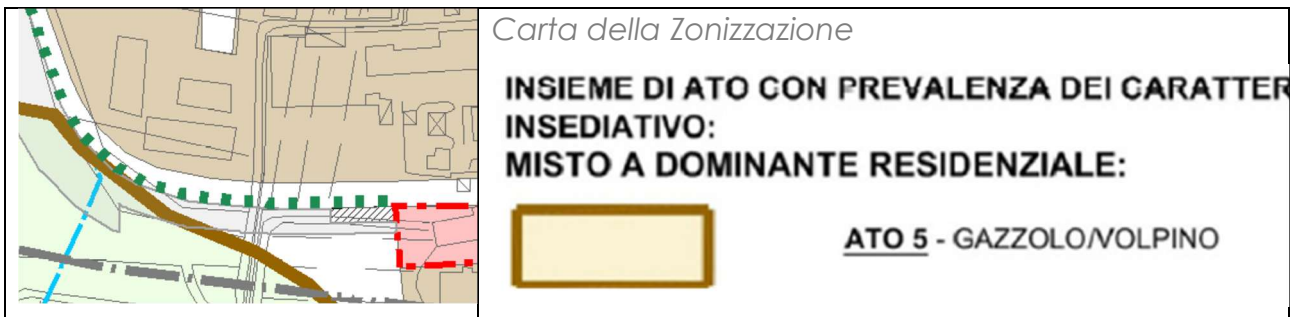 Carta della Zonizzazione
INSIEME DI ATO CON PREVALENZA DEI CARATTER
INSEDIATIVO:
MISTO A DOMINANTE RESIDENZIALE:
ATO 5 - GAZZOLO/VOLPINO